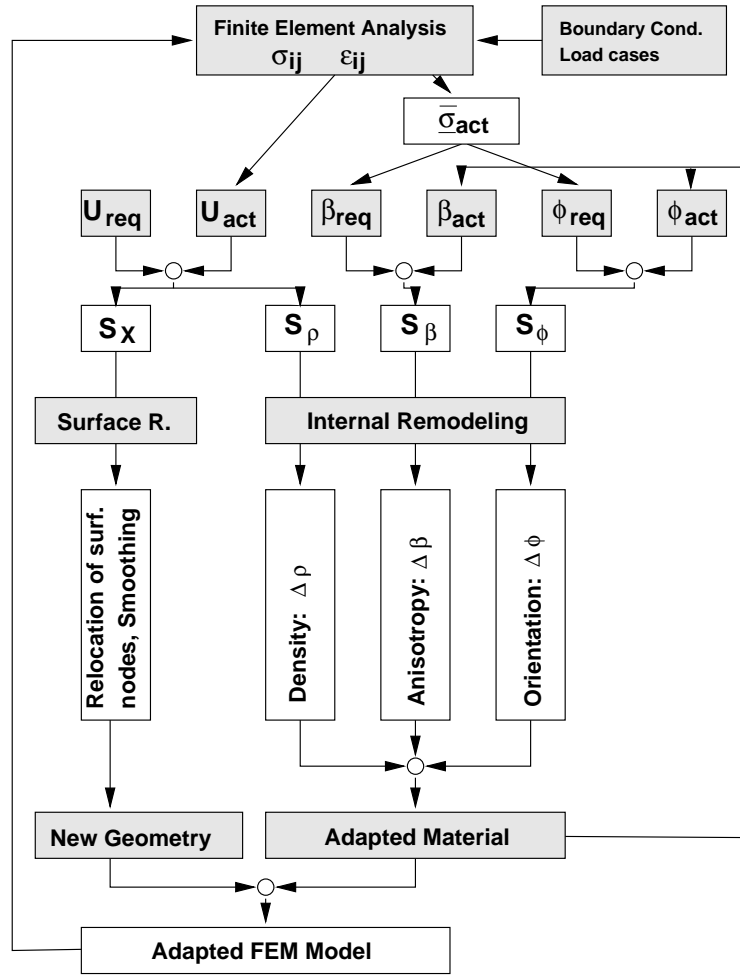 Finite Element Analysis
σij εij
Boundary Cond.
Load cases
σ̲̅act
Ureq
Uact
βreq
βact
ϕreq
ϕact
SX
Sρ
Sβ
Sϕ
Surface R.
Internal Remodeling
Relocation of surf.
nodes, Smoothing
Density: Δρ
Anisotropy: Δβ
Orientation: Δϕ
New Geometry
Adapted Material
Adapted FEM Model